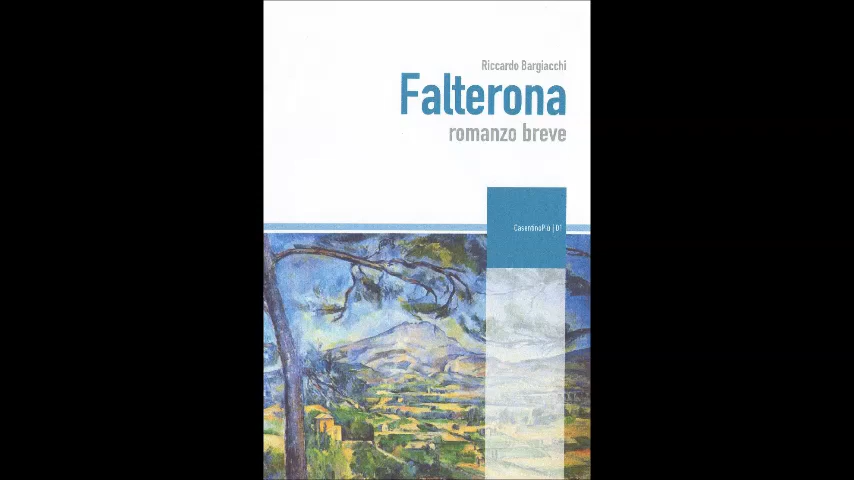 Riccardo Bargiacchi
Falterona
romanzo breve
CasentinoPiù | 01